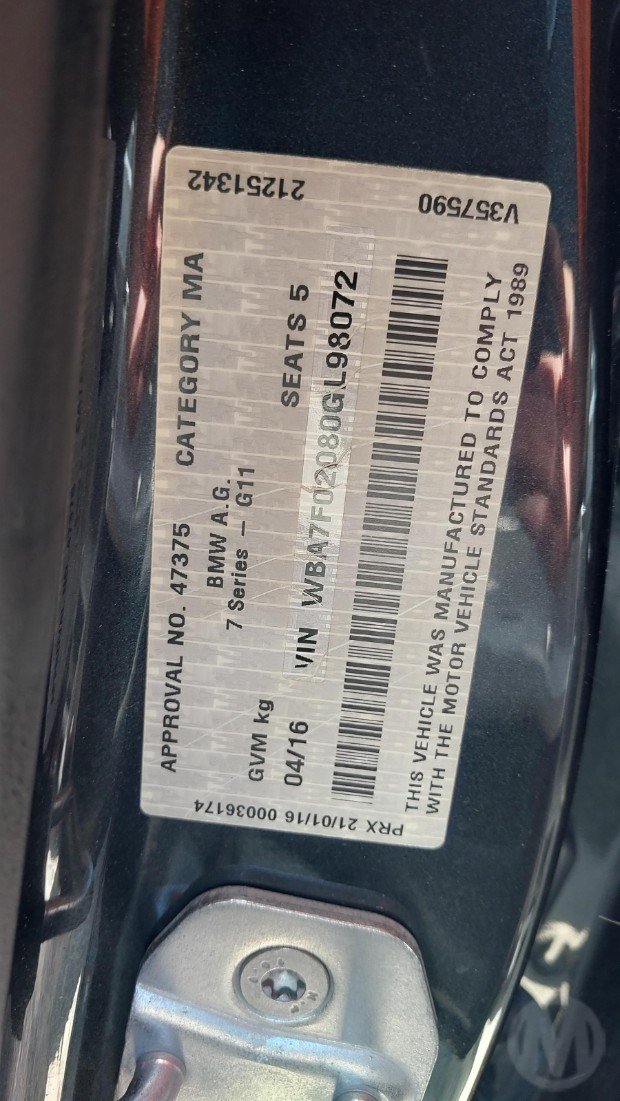 21251342
V357590
APPROVAL NO. 47375 CATEGORY MA
BMW A.G.
7 Series – G11
GVM kg SEATS 5
04/16 VIN WBA7F02080GL98072
THIS VEHICLE WAS MANUFACTURED TO COMPLY
WITH THE MOTOR VEHICLE STANDARDS ACT 1989
PRX 21/01/16 00036174
M